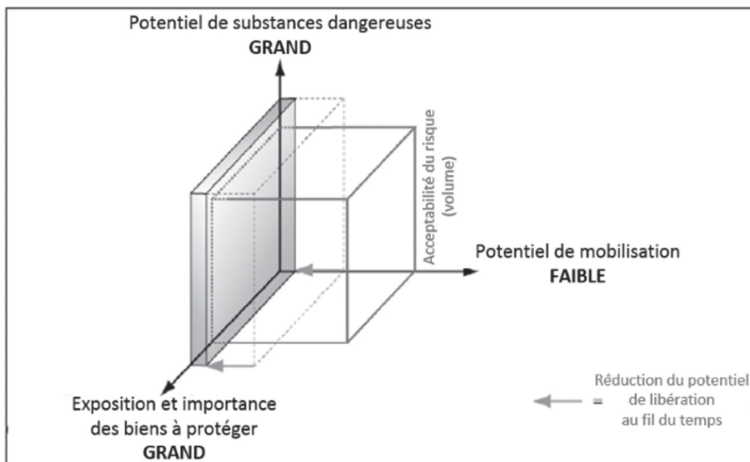 Potentiel de substances dangereuses
GRAND
Acceptabilité du risque
(volume)
Potentiel de mobilisation
FAIBLE
Exposition et importance
des biens à protéger
GRAND
= Réduction du potentiel
de libération
au fil du temps